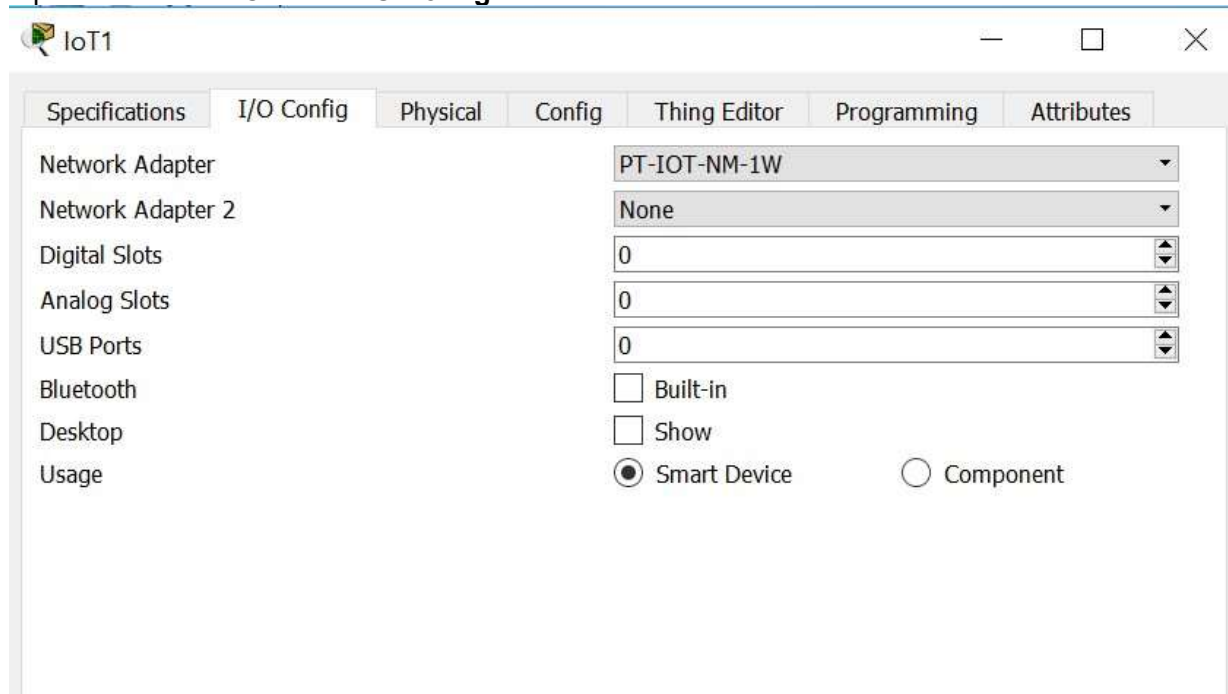 IoT1
Specifications I/O Config Physical Config Thing Editor Programming Attributes
Network Adapter PT-IOT-NM-1W
Network Adapter 2 None
Digital Slots 0
Analog Slots 0
USB Ports 0
Bluetooth Built-in
Desktop Show
Usage Smart Device Component